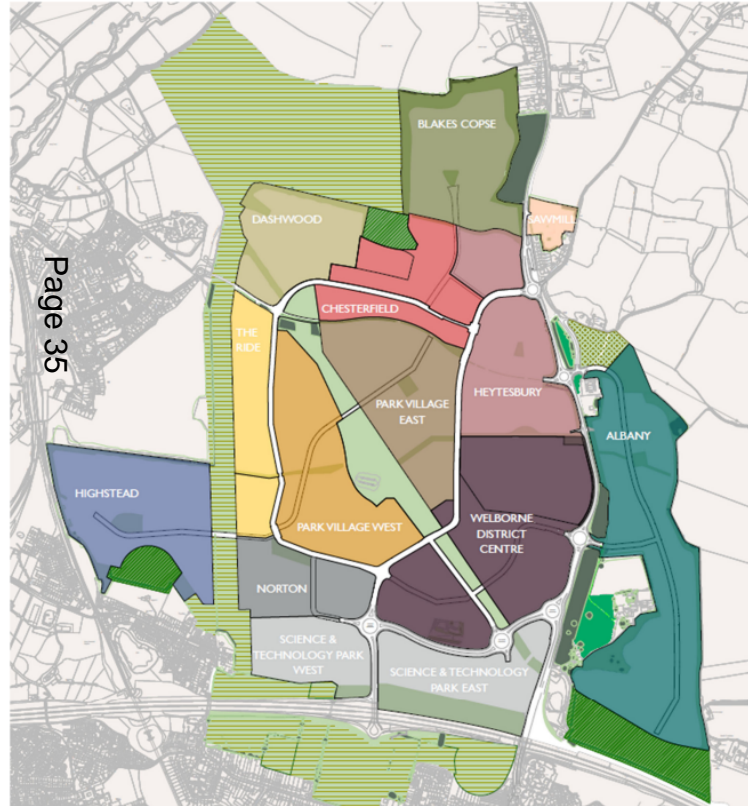 BLAKES COPSE
SAWMILL
DASHWOOD
Page 35
CHESTERFIELD
THE
RIDE
PARK VILLAGE
EAST
HEYTESBURY
ALBANY
HIGHSTEAD
PARK VILLAGE WEST
WELBORNE
DISTRICT
CENTRE
NORTON
SCIENCE &
TECHNOLOGY PARK
WEST
SCIENCE & TECHNOLOGY
PARK EAST